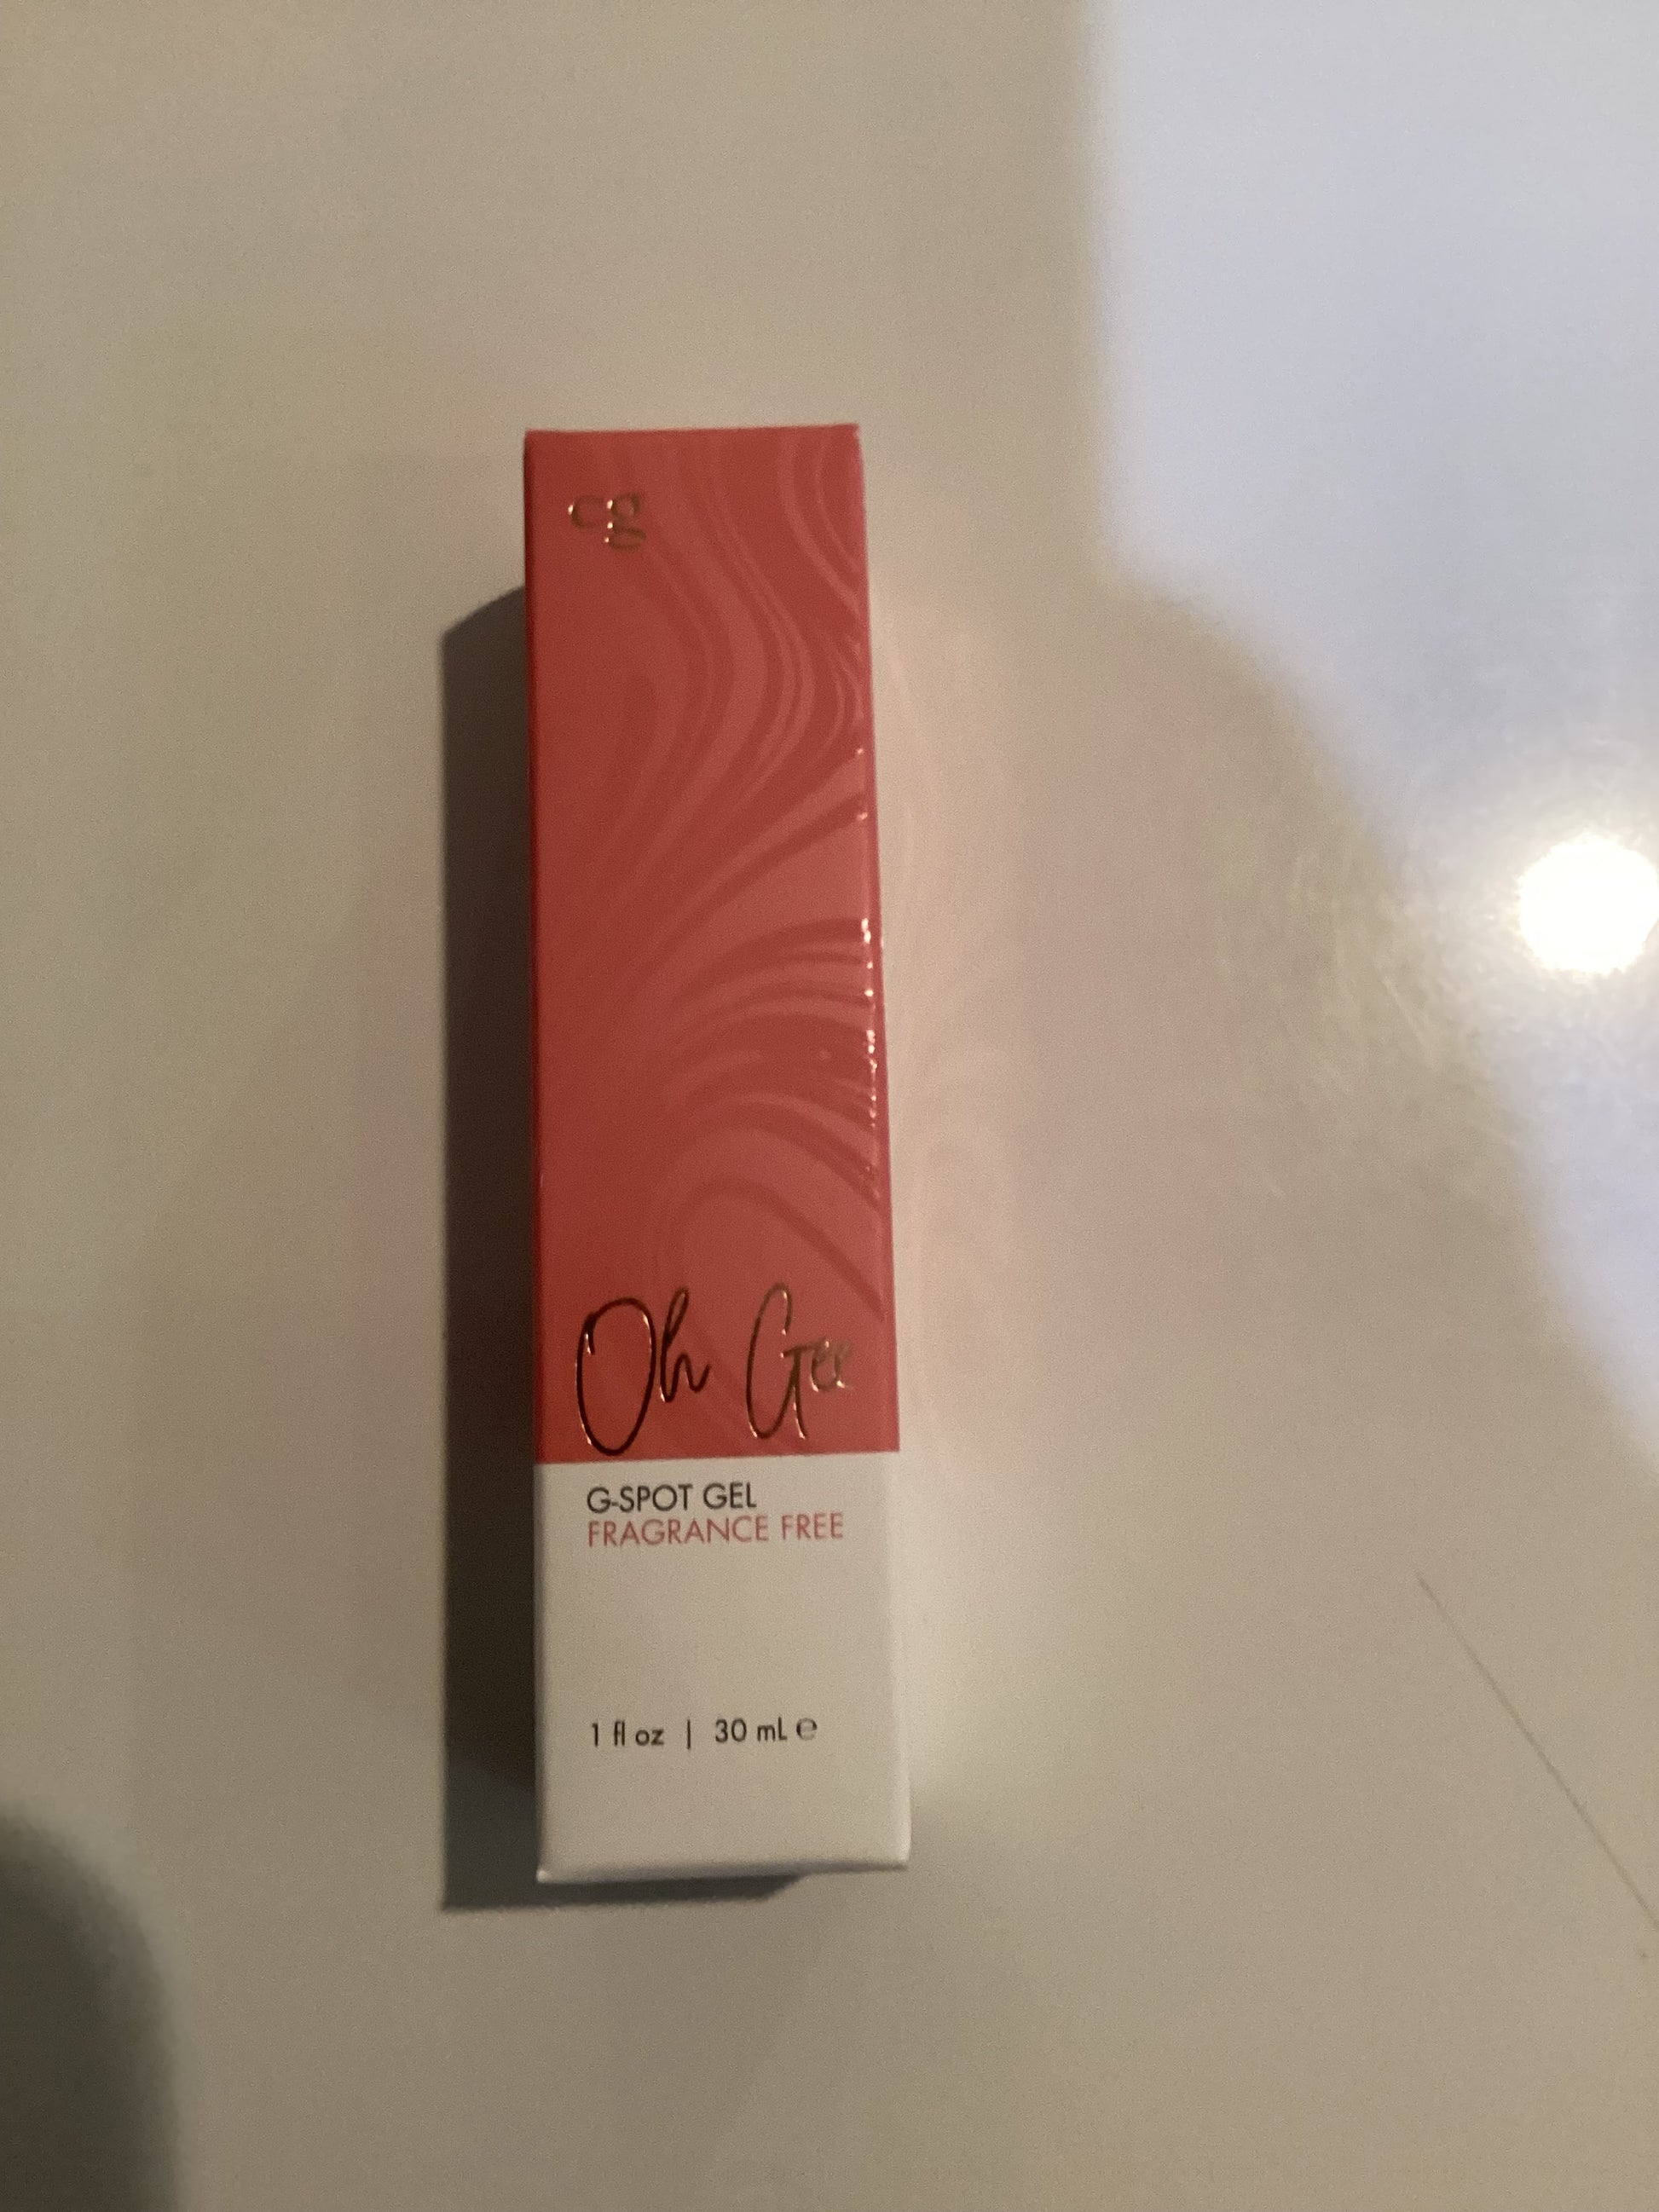 cg
Oh Gee
G-SPOT GEL
FRAGRANCE FREE
1 fl oz | 30 mL ℮